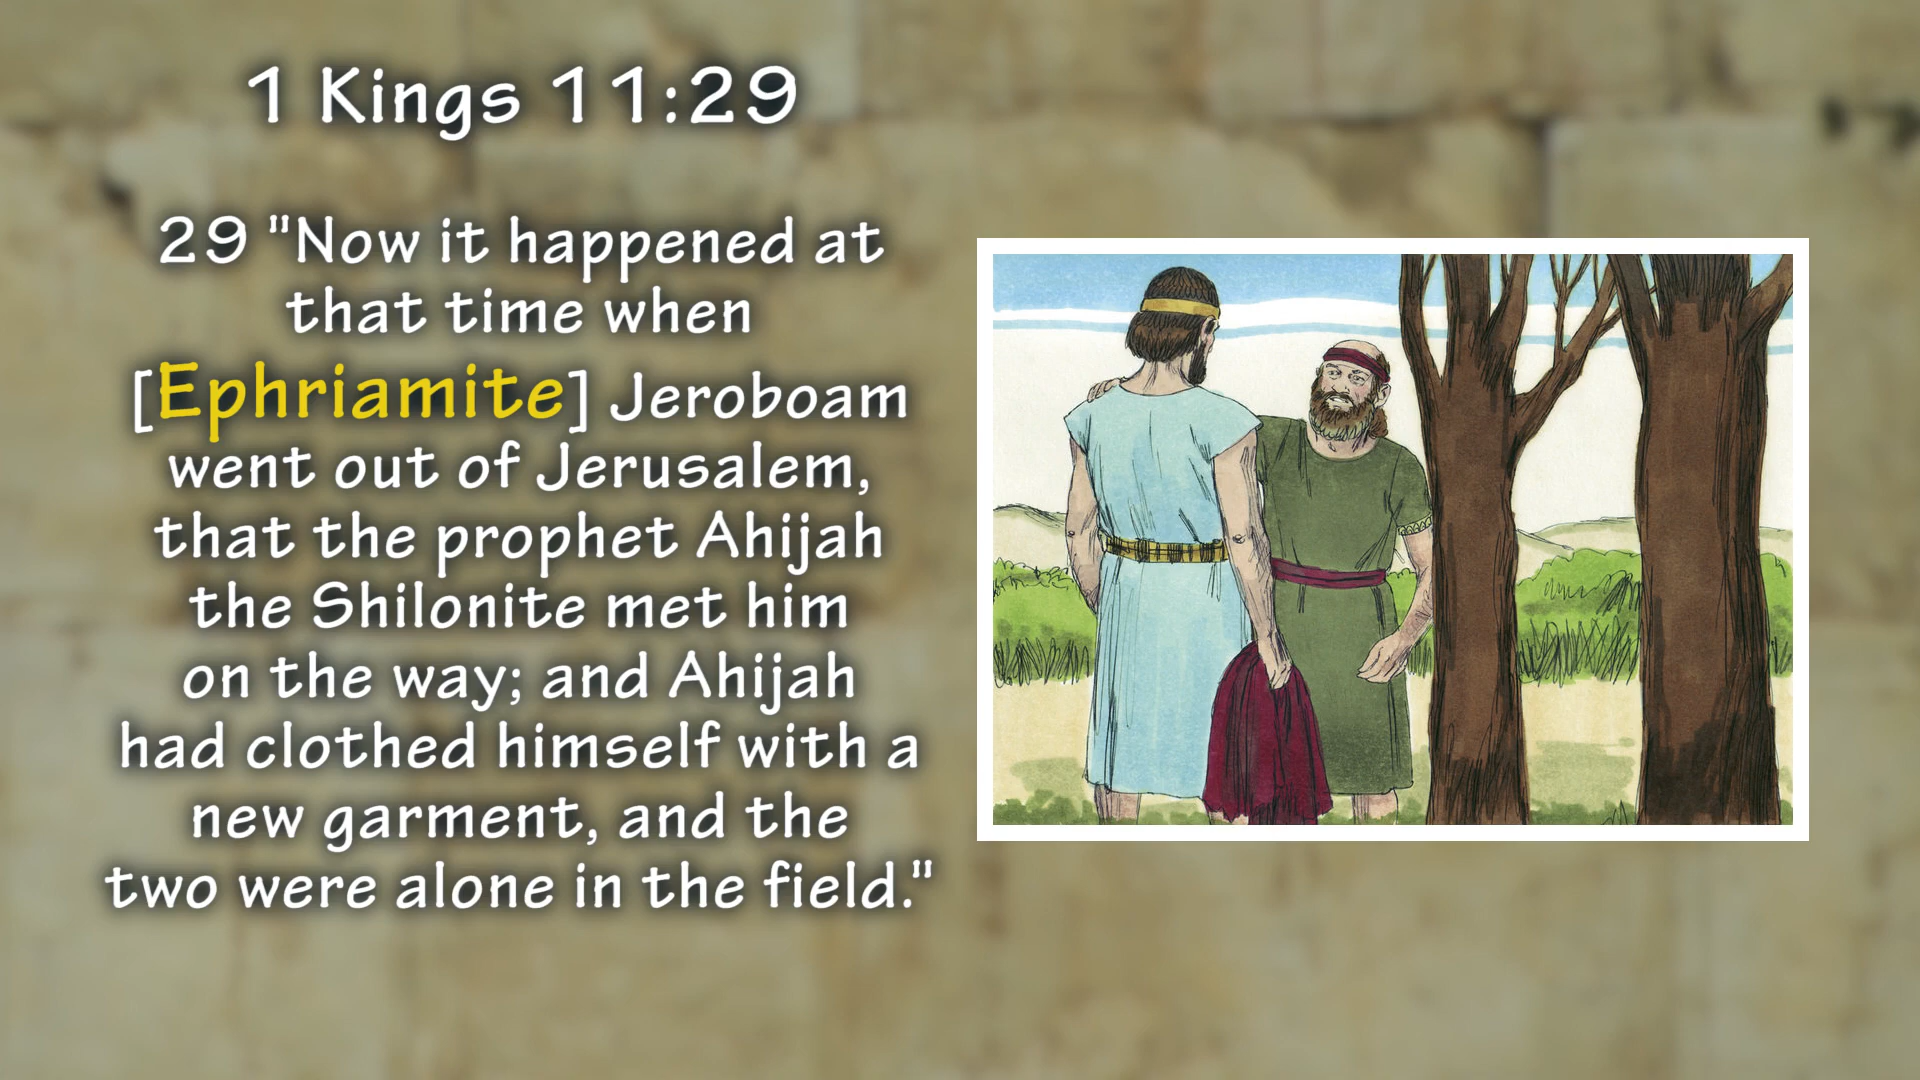 1 Kings 11:29
29 "Now it happened at
that time when
[Ephriamite] Jeroboam
went out of Jerusalem,
that the prophet Ahijah
the Shilonite met him
on the way; and Ahijah
had clothed himself with a
new garment, and the
two were alone in the field."